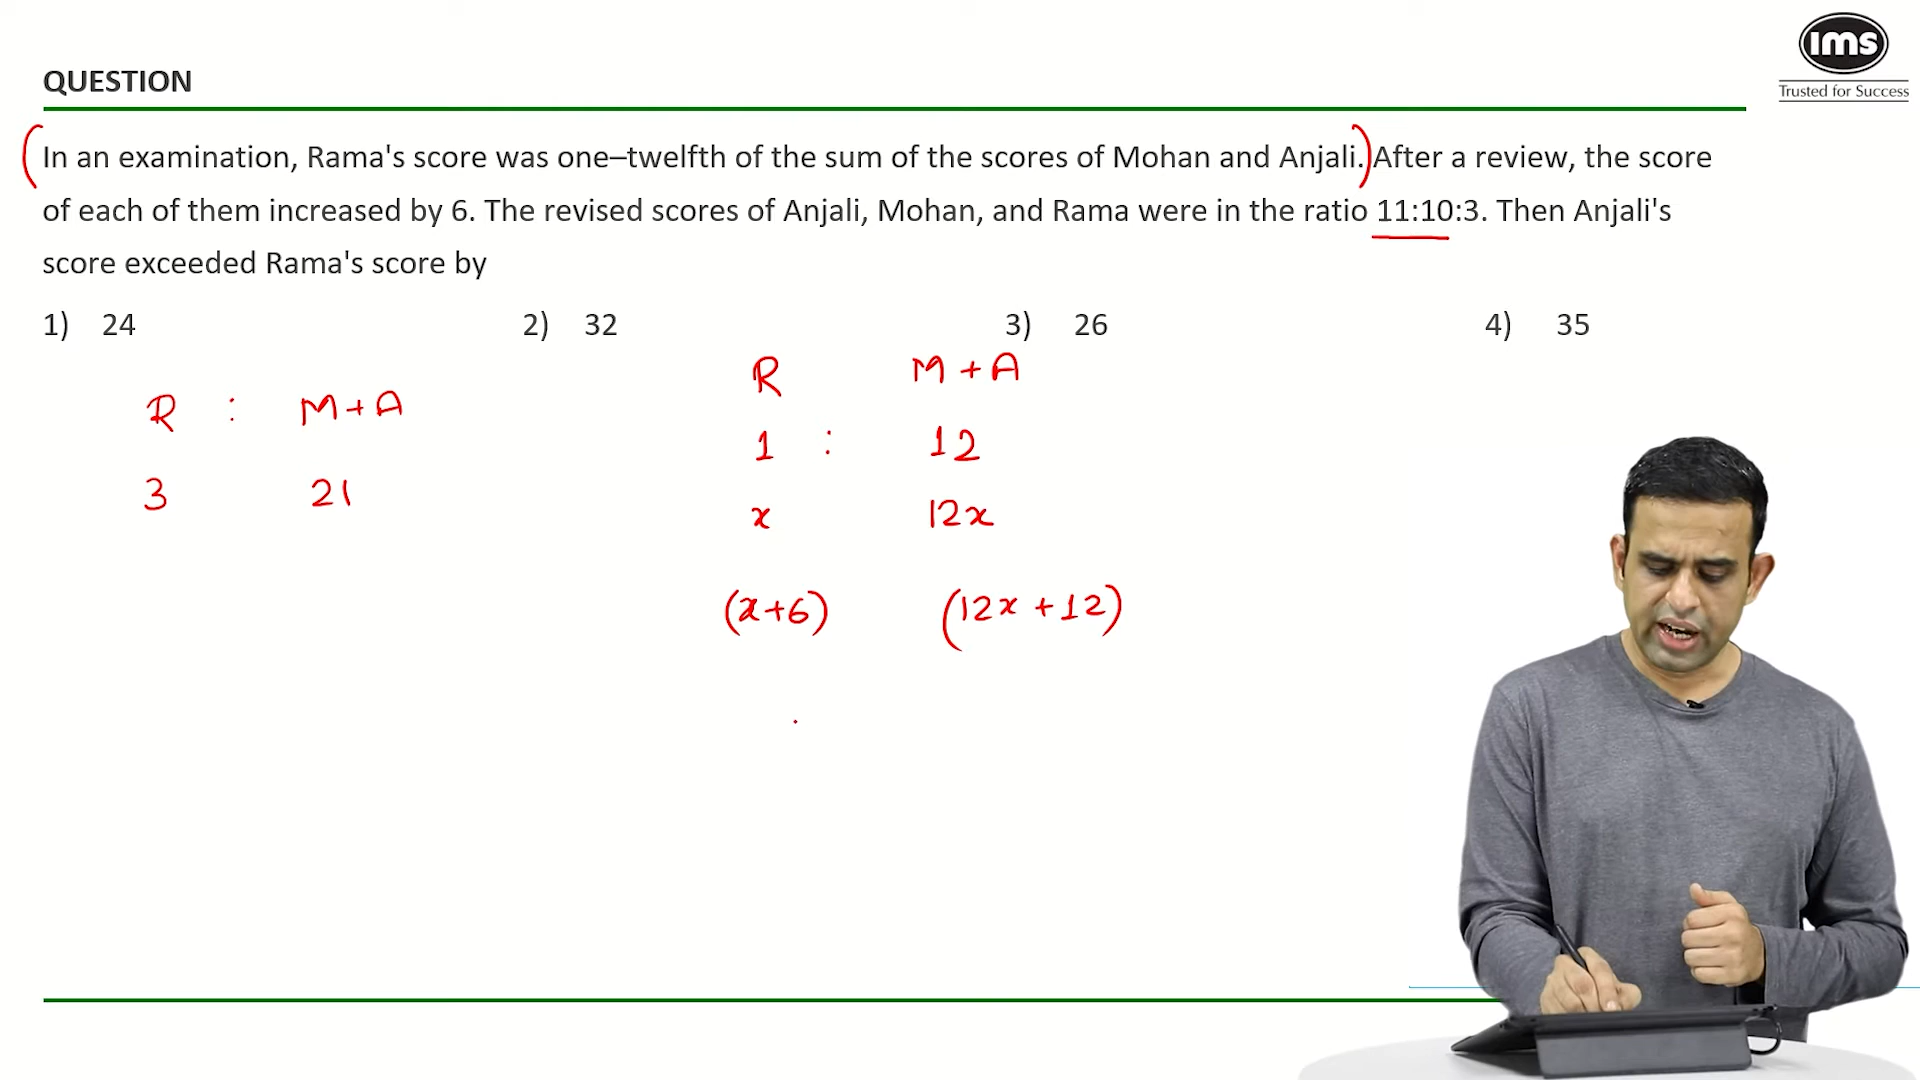 ims
Trusted for Success
QUESTION
In an examination, Rama's score was one–twelfth of the sum of the scores of Mohan and Anjali. After a review, the score
of each of them increased by 6. The revised scores of Anjali, Mohan, and Rama were in the ratio 11:10:3. Then Anjali's
score exceeded Rama's score by
1) 24 2) 32 3) 26 4) 35
R : M+A
3 21
R M+A
1 : 12
x 12x
(x+6) (12x+12)